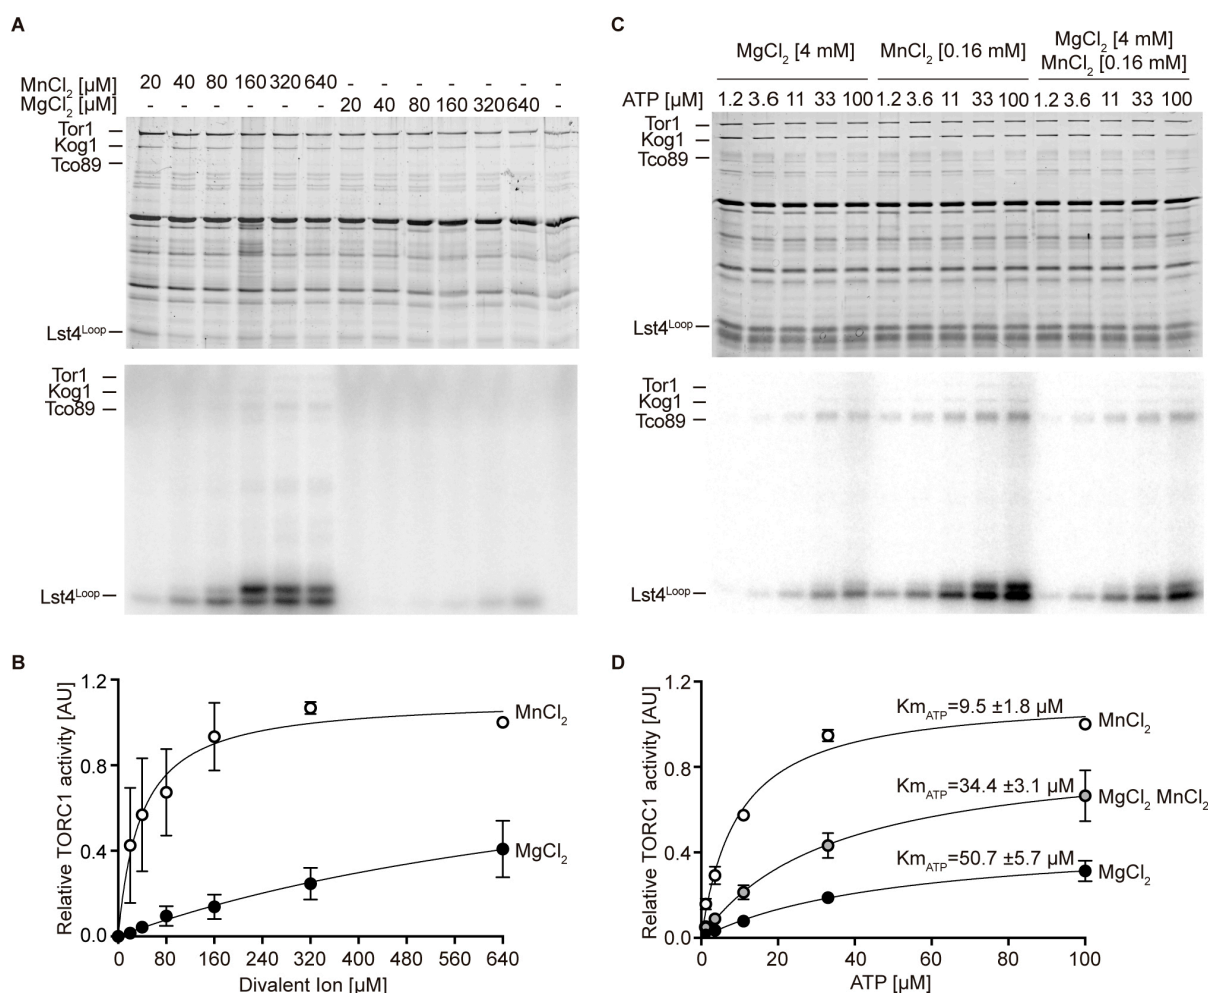 A
MnCl2 [µM] 20 40 80 160 320 640 - - - - - - -
MgCl2 [µM] - - - - - - 20 40 80 160 320 640 -
Tor1
Kog1
Tco89
Lst4Loop
Tor1
Kog1
Tco89
Lst4Loop
B
Relative TORC1 activity [AU]
1.2
0.8
0.4
0.0
0 80 160 240 320 400 480 560 640
Divalent Ion [µM]
MnCl2
MgCl2
C
MgCl2 [4 mM] MnCl2 [0.16 mM] MgCl2 [4 mM]
MnCl2 [0.16 mM]
ATP [µM] 1.2 3.6 11 33 100 1.2 3.6 11 33 100 1.2 3.6 11 33 100
Tor1
Kog1
Tco89
Lst4Loop
Tor1
Kog1
Tco89
Lst4Loop
D
Relative TORC1 activity [AU]
1.2
0.8
0.4
0.0
0 20 40 60 80 100
ATP [µM]
KmATP=9.5 ±1.8 µM
MnCl2
KmATP=34.4 ±3.1 µM
MgCl2 MnCl2
KmATP=50.7 ±5.7 µM
MgCl2